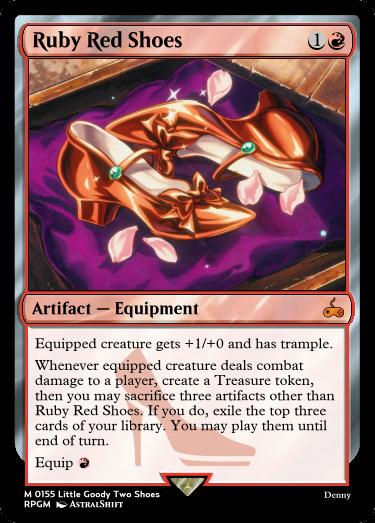 Ruby Red Shoes 1
Artifact — Equipment
Equipped creature gets +1/+0 and has trample.
Whenever equipped creature deals combat
damage to a player, create a Treasure token,
then you may sacrifice three artifacts other than
Ruby Red Shoes. If you do, exile the top three
cards of your library. You may play them until
end of turn.
Equip
M 0155 Little Goody Two Shoes
RPGM AstralShift Denny